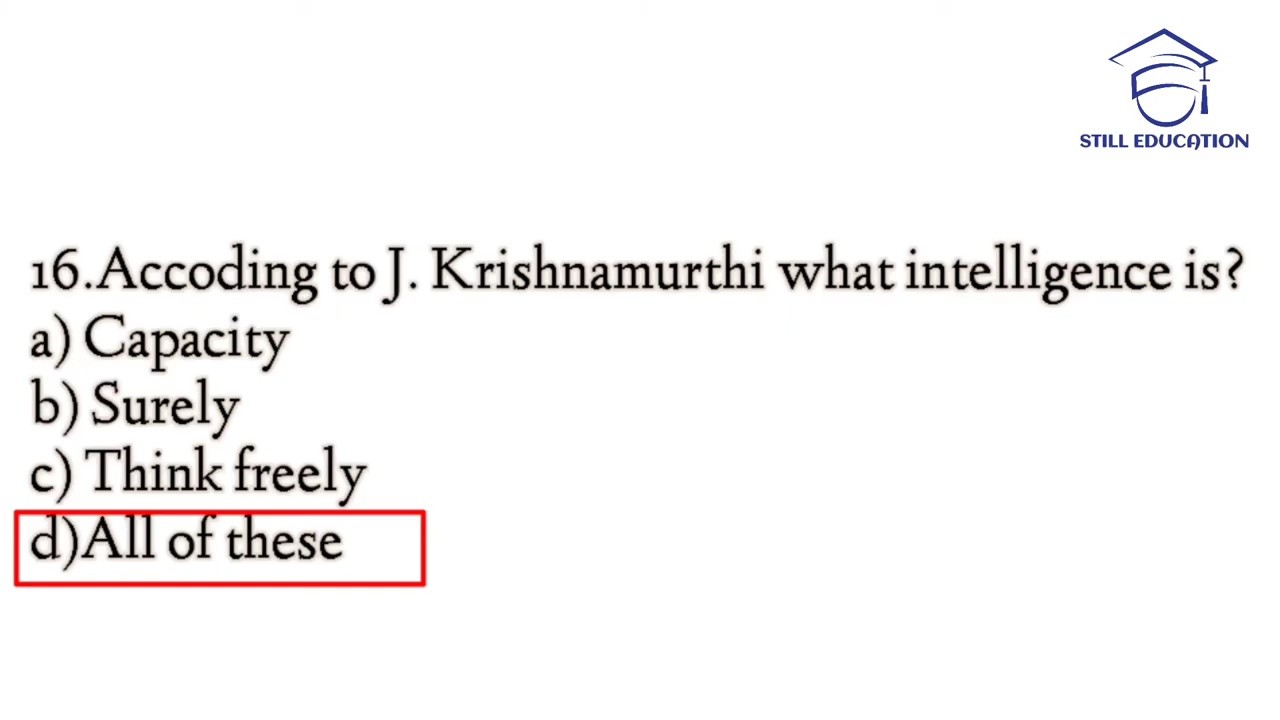 STILL EDUCATION
16.Accoding to J. Krishnamurthi what intelligence is?
a) Capacity
b) Surely
c) Think freely
d)All of these